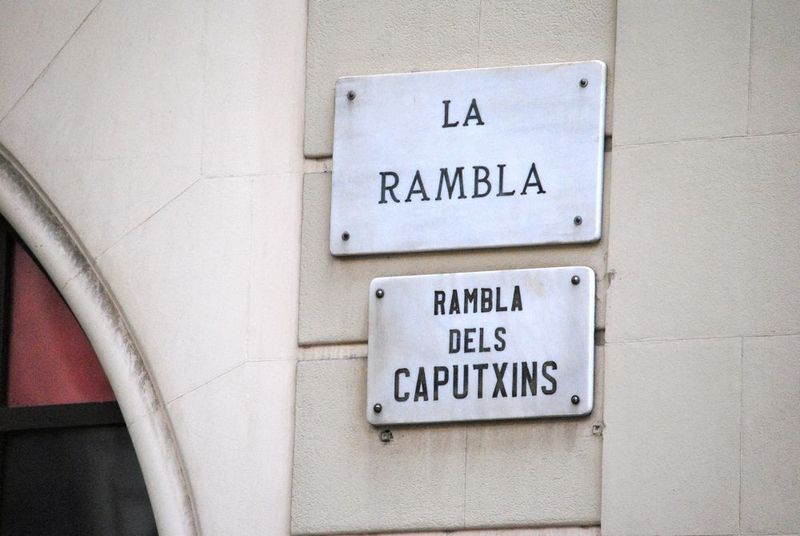 LA
RAMBLA
RAMBLA
DELS
CAPUTXINS